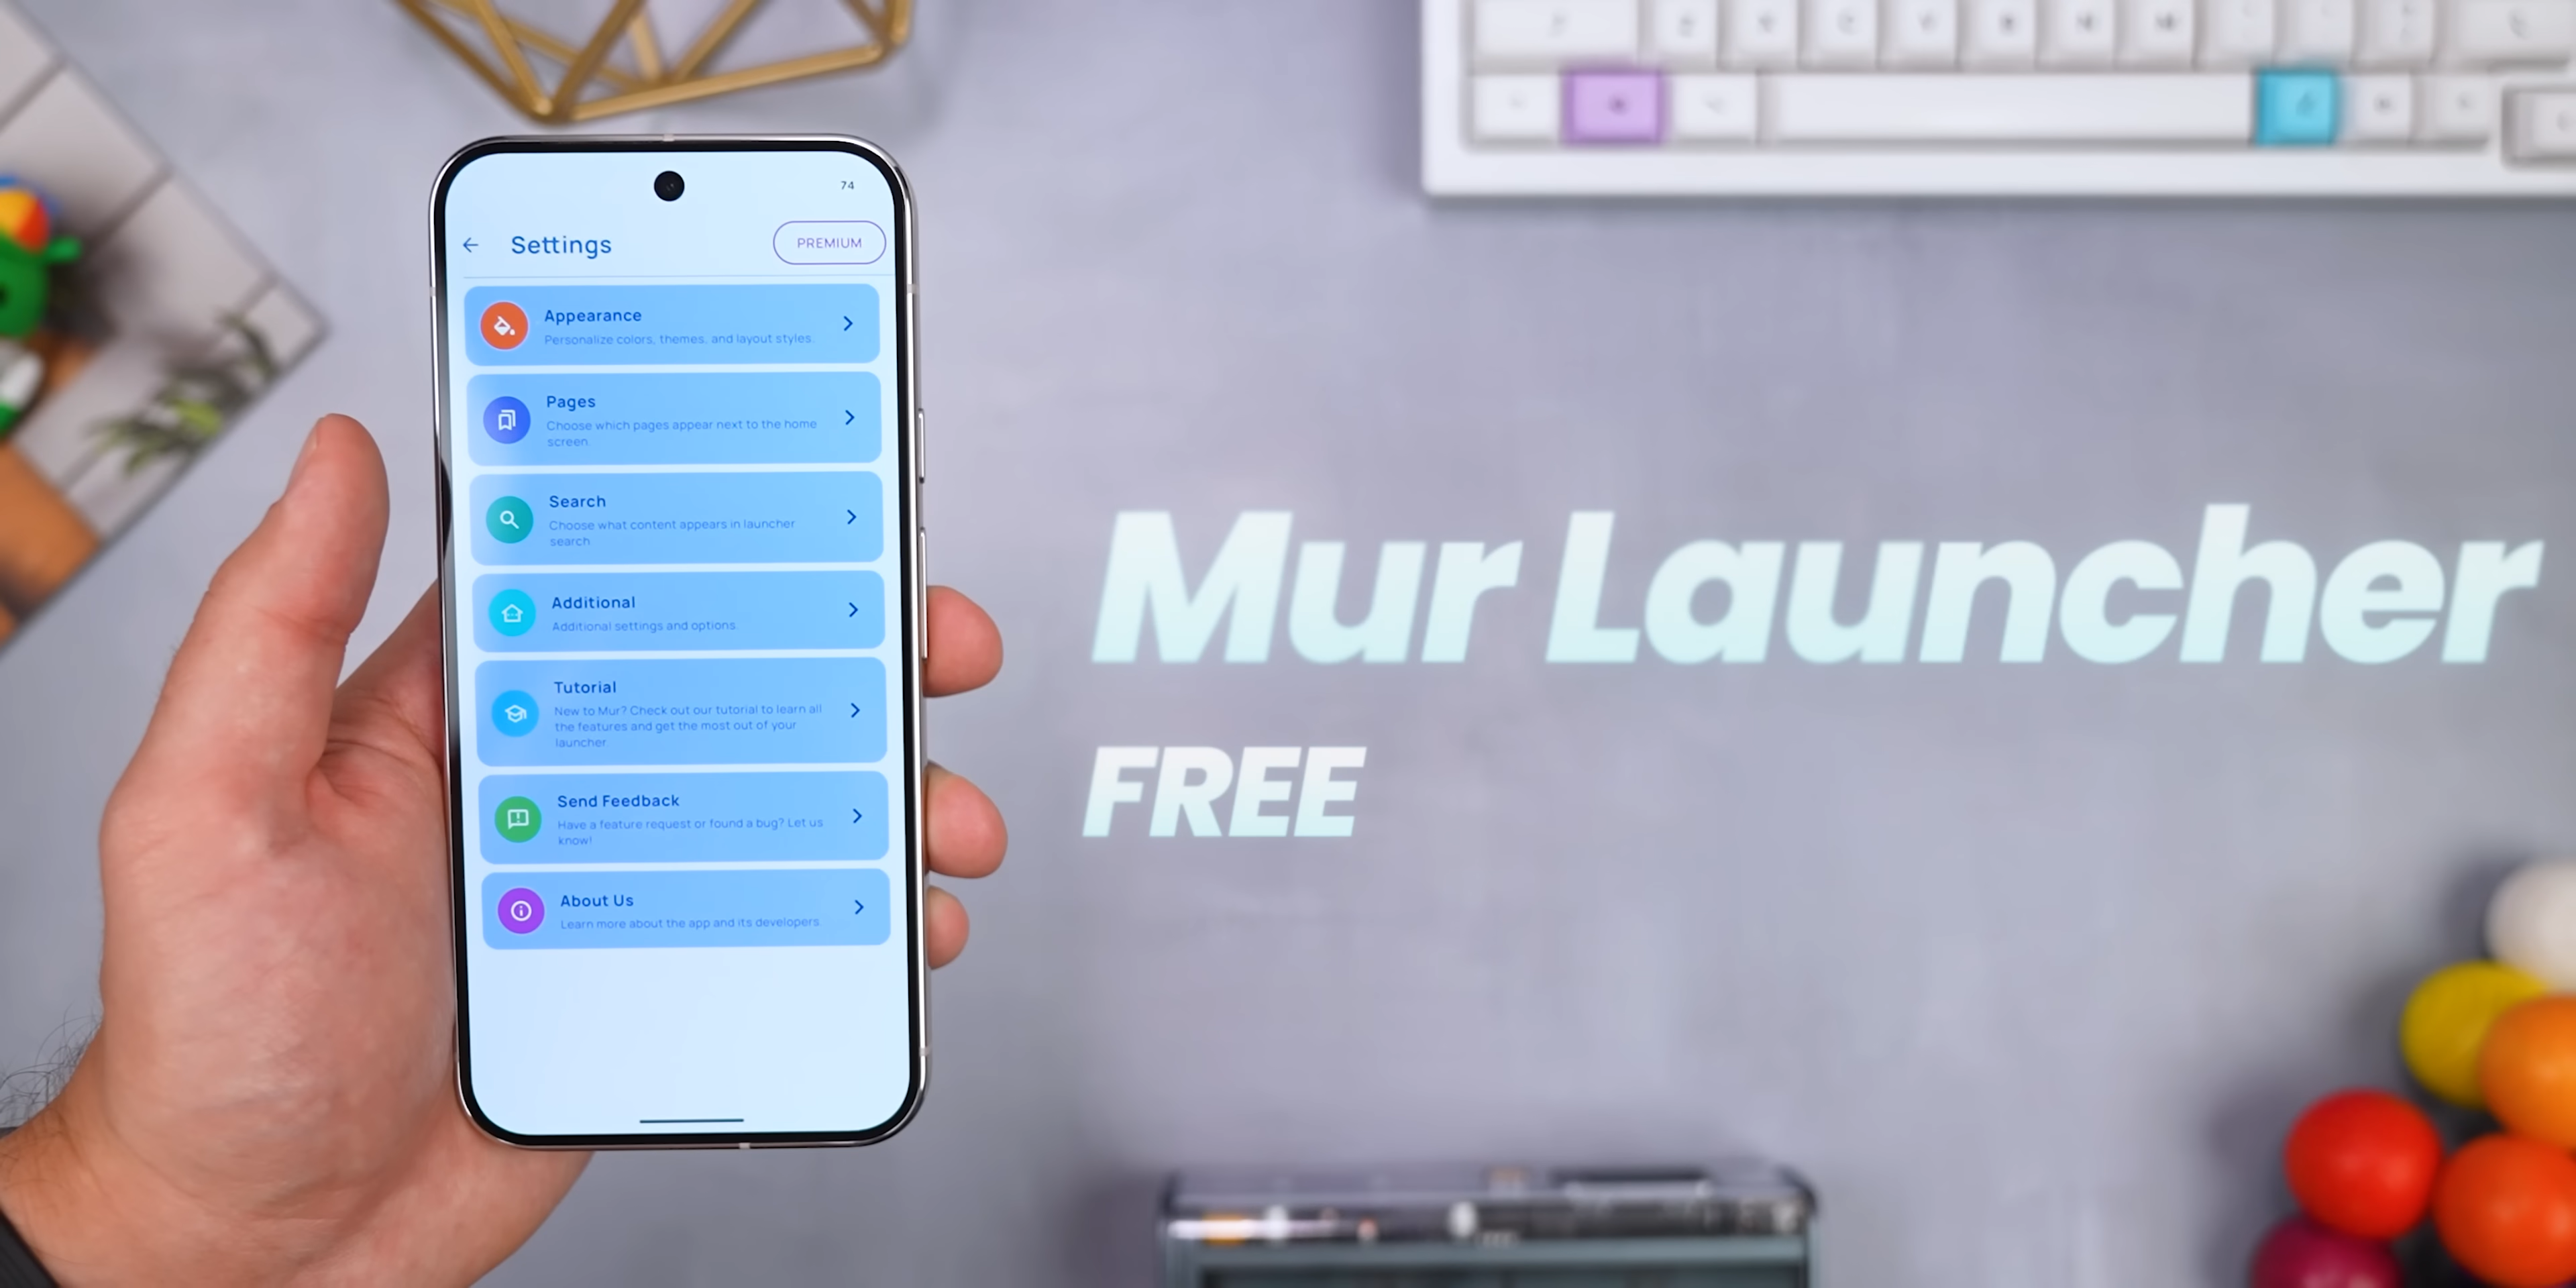 74
Settings
PREMIUM
Appearance
Personalize colors, themes, and layout styles.
Pages
Choose which pages appear next to the home
screen.
Search
Choose what content appears in launcher
search
Additional
Additional settings and options
Tutorial
New to Mur? Check out our tutorial to learn all
the features and get the most out of your
launcher
Send Feedback
Have a feature request or found a bug? Let us
know!
About Us
Learn more about the app and its developers
Mur Launcher
FREE